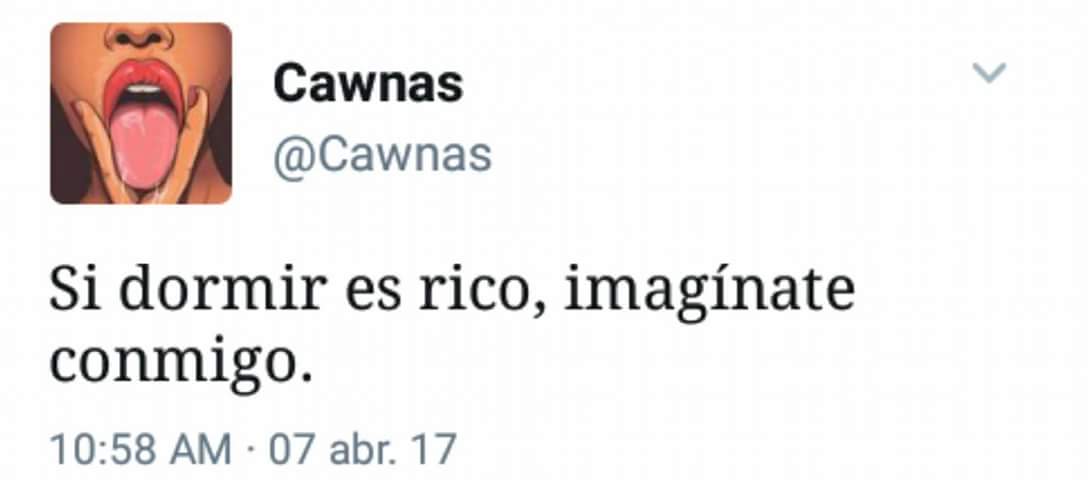 Cawnas
@Cawnas
Si dormir es rico, imagínate
conmigo.
10:58 AM · 07 abr. 17